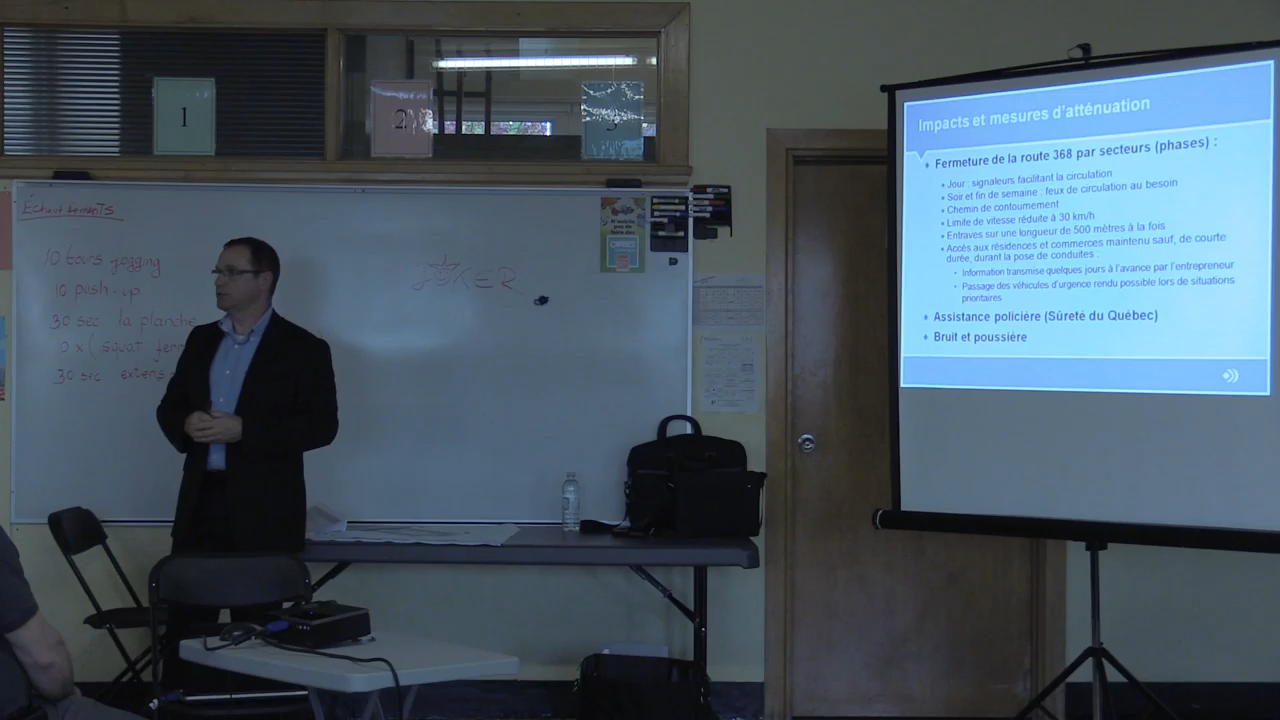 1
2
3
Échauffements
10 tours jogging
10 push-up
30 sec la planche
0 x ( squat
30 sec
Impacts et mesures d'atténuation
Fermeture de la route 368 par secteurs (phases) :
Jour : signaleurs facilitant la circulation
Soir et fin de semaine : feux de circulation au besoin
Chemin de contournement
Limite de vitesse réduite à 30 km/h
Entraves sur une longueur de 500 mètres à la fois
Accès aux résidences et commerces maintenu sauf, de courte
durée, durant la pose de conduites :
Information transmise quelques jours à l'avance par l'entrepreneur
Passage des véhicules d'urgence rendu possible lors de situations
prioritaires
Assistance policière (Sûreté du Québec)
Bruit et poussière